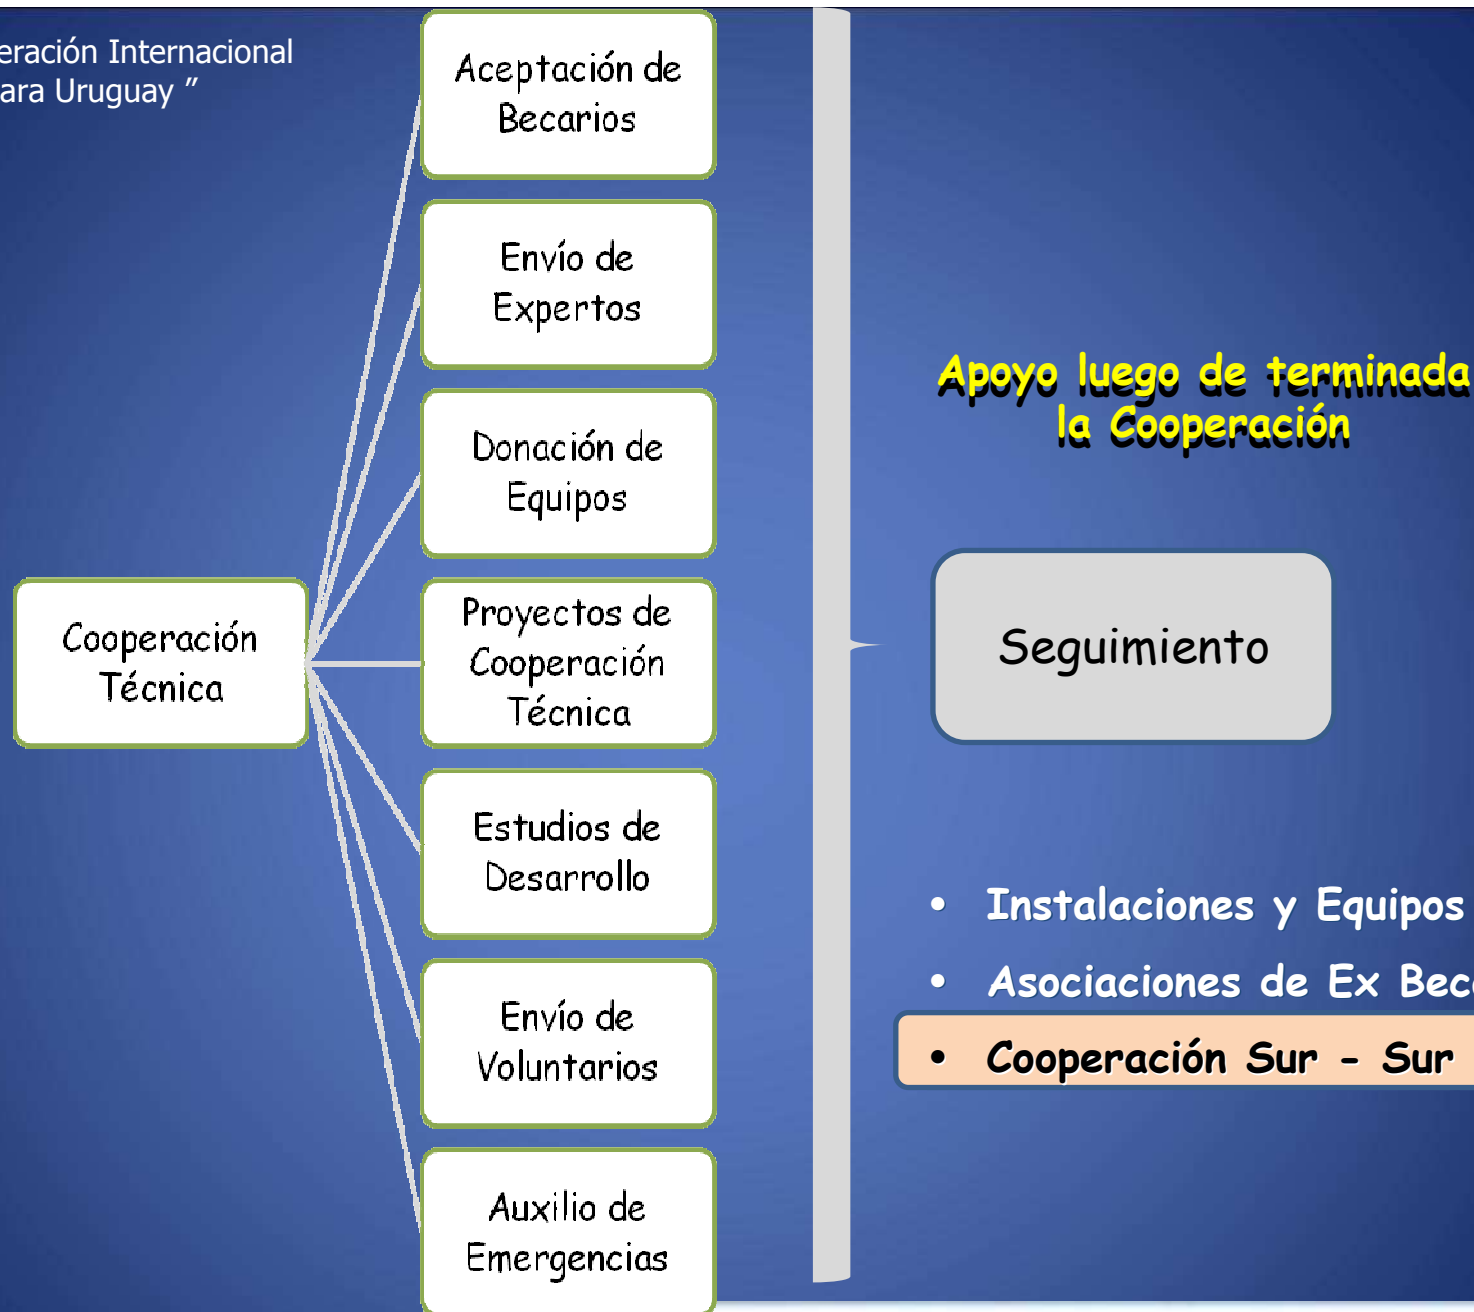 eración Internacional
ara Uruguay ”
Cooperación
Técnica
Aceptación de
Becarios
Envío de
Expertos
Donación de
Equipos
Proyectos de
Cooperación
Técnica
Estudios de
Desarrollo
Envío de
Voluntarios
Auxilio de
Emergencias
Apoyo luego de terminada
la Cooperación
Seguimiento
• Instalaciones y Equipos
• Asociaciones de Ex Bec
• Cooperación Sur - Sur